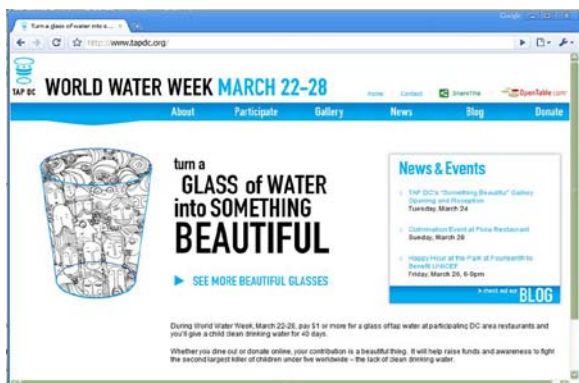 Turn a glass of water into s...
Google
http://www.tapdc.org/
TAP DC
WORLD WATER WEEK MARCH 22-28
Home
Contact
ShareThis
OpenTable.com
About Participate Gallery News Blog Donate
turn a
GLASS of WATER
into SOMETHING
BEAUTIFUL
SEE MORE BEAUTIFUL GLASSES
News & Events
TAP DC's "Something Beautiful" Gallery
Opening and Reception
Tuesday, March 24
Culmination Event at Restaurant
Sunday, March 29
Happy Hour at the Park at Fourteenth to
Benefit UNICEF
Friday, March 28, 6-9pm
check out our BLOG
During World Water Week, March 22-28, pay $1 or more for a glass of tap water at participating DC area restaurants and
you'll give a child clean drinking water for 40 days.
Whether you dine out or donate online, your contribution is a beautiful thing. It will help raise funds and awareness to fight
the second largest killer of children under five worldwide – the lack of clean drinking water.